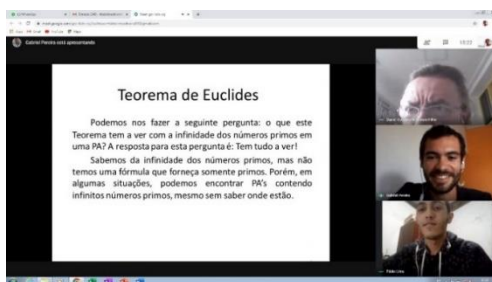 Gabriel Pereira está apresentando
Teorema de Euclides
Podemos nos fazer a seguinte pergunta: o que este
Teorema tem a ver com a infinidade dos números primos em
uma PA? A resposta para esta pergunta é: Tem tudo a ver!
Sabemos da infinidade dos números primos, mas não
temos uma fórmula que forneça somente primos. Porém, em
algumas situações, podemos encontrar PA's contendo
infinitos números primos, mesmo sem saber onde estão.
Gabriel Pereira